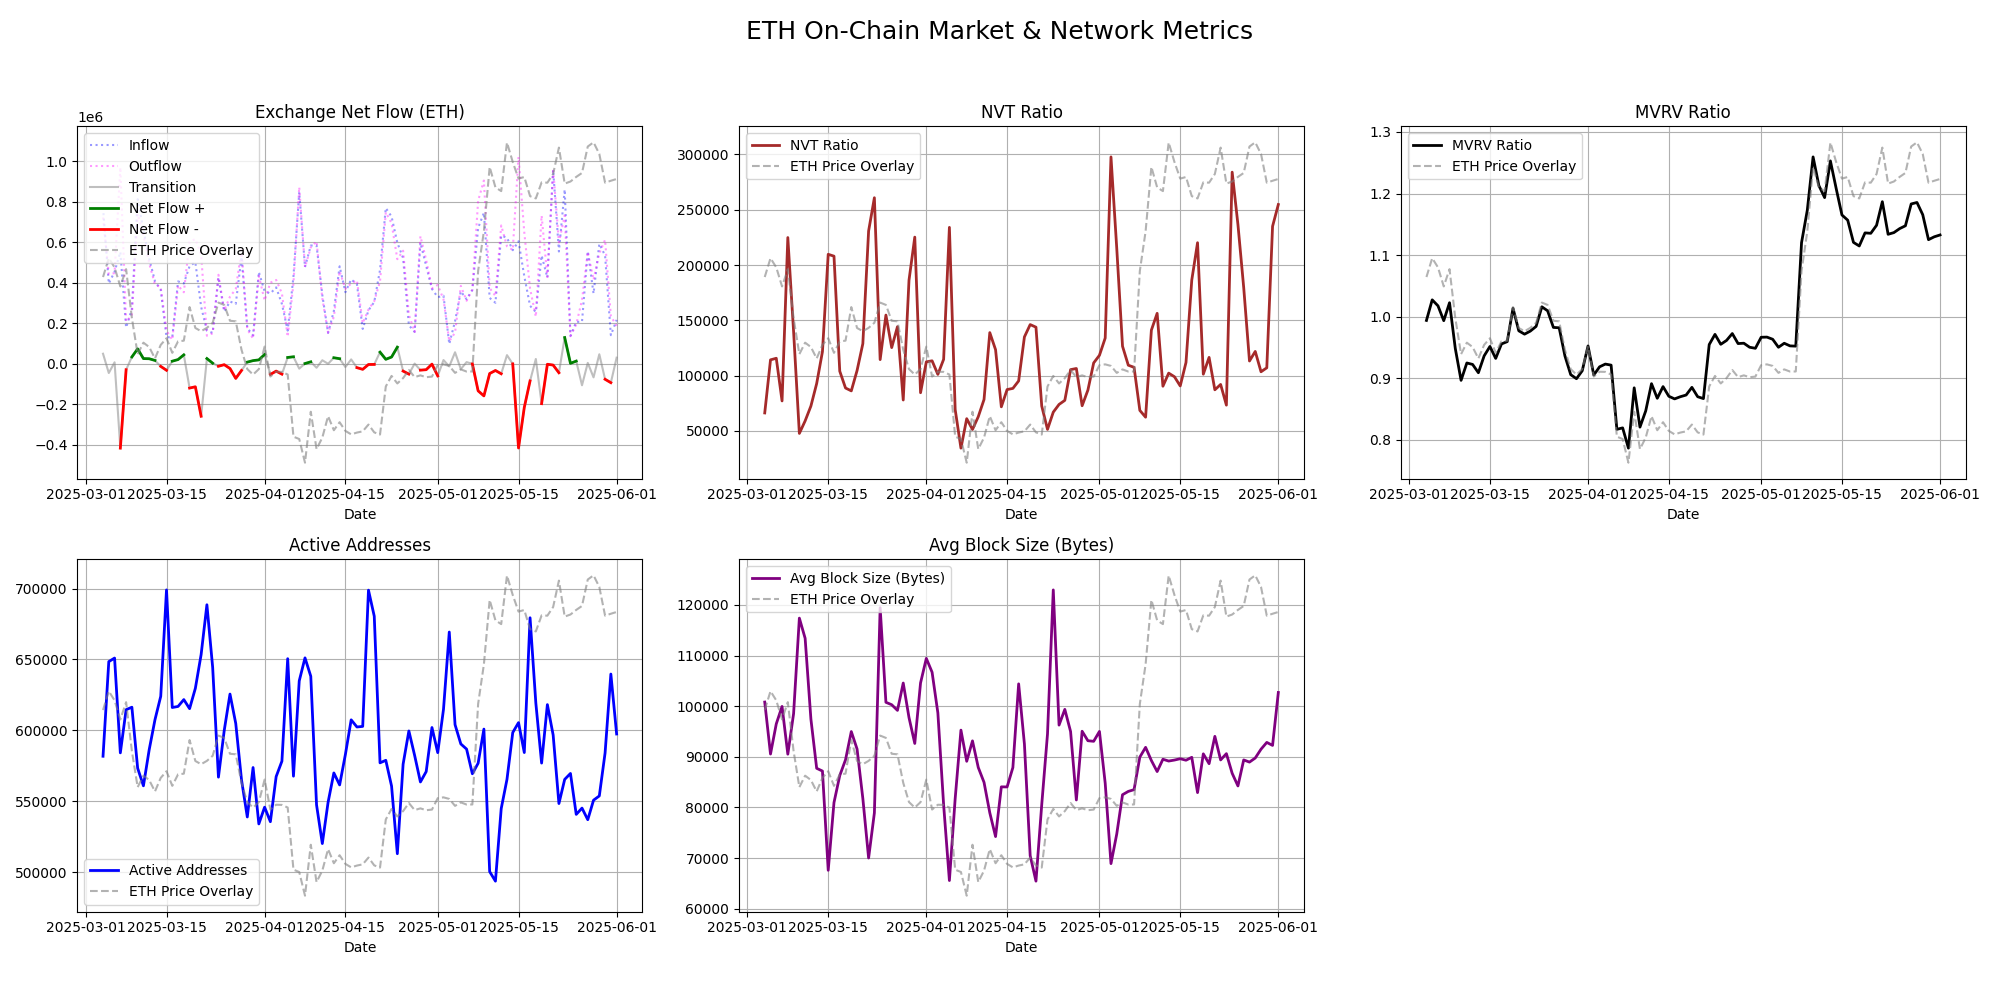 ETH On-Chain Market & Network Metrics
Exchange Net Flow (ETH)
1e6
Inflow
Outflow
Transition
Net Flow +
Net Flow -
ETH Price Overlay
1.0
0.8
0.6
0.4
0.2
0.0
−0.2
−0.4
2025-03-01 2025-03-15 2025-04-01 2025-04-15 2025-05-01 2025-05-15 2025-06-01
Date
NVT Ratio
NVT Ratio
ETH Price Overlay
300000
250000
200000
150000
100000
50000
2025-03-01 2025-03-15 2025-04-01 2025-04-15 2025-05-01 2025-05-15 2025-06-01
Date
MVRV Ratio
MVRV Ratio
ETH Price Overlay
1.3
1.2
1.1
1.0
0.9
0.8
2025-03-01 2025-03-15 2025-04-01 2025-04-15 2025-05-01 2025-05-15 2025-06-01
Date
Active Addresses
700000
650000
600000
550000
500000
Active Addresses
ETH Price Overlay
2025-03-01 2025-03-15 2025-04-01 2025-04-15 2025-05-01 2025-05-15 2025-06-01
Date
Avg Block Size (Bytes)
Avg Block Size (Bytes)
ETH Price Overlay
120000
110000
100000
90000
80000
70000
60000
2025-03-01 2025-03-15 2025-04-01 2025-04-15 2025-05-01 2025-05-15 2025-06-01
Date